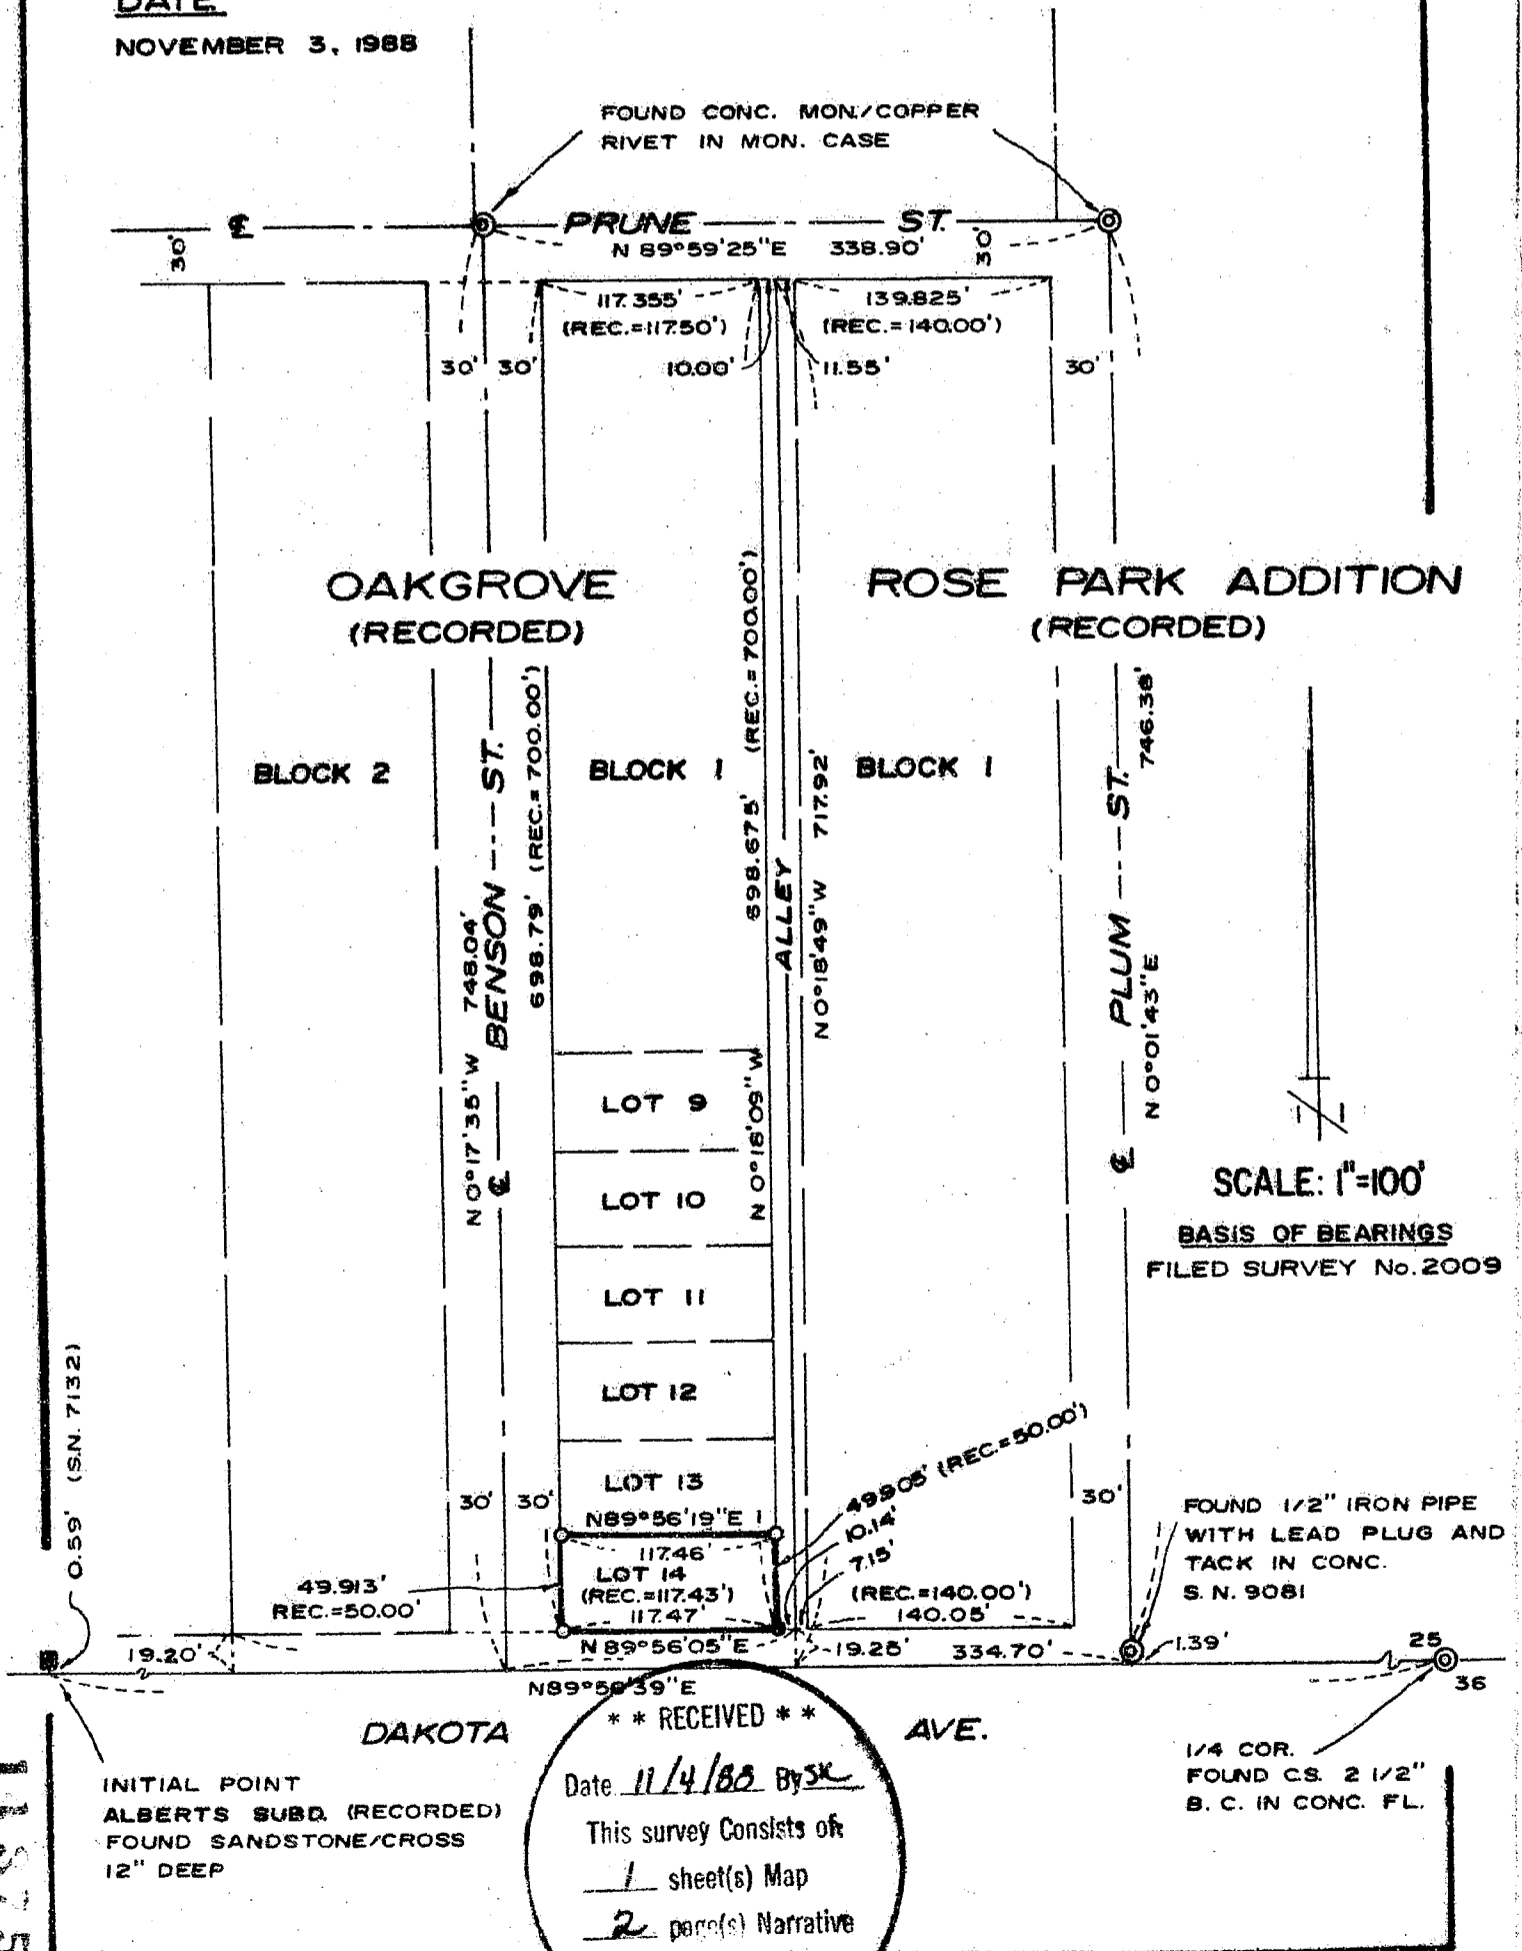 DATE
NOVEMBER 3, 1988
FOUND CONC. MON./COPPER
RIVET IN MON. CASE
℄ PRUNE ST.
30'
N 89°59'25"E 338.90'
30'
117.355'
(REC.=117.50')
139.825'
(REC.=140.00')
30' 30'
10.00'
11.55'
30'
OAKGROVE
(RECORDED)
ROSE PARK ADDITION
(RECORDED)
BLOCK 2
BLOCK 1
BLOCK 1
N 0°17'35"W 748.04'
℄ BENSON ST.
698.79' (REC.=700.00')
698.675' (REC.=700.00')
N 0°18'09"W
ALLEY
N 0°18'49"W 717.92'
℄ PLUM ST.
N 0°01'43"E
746.38'
LOT 9
LOT 10
LOT 11
LOT 12
LOT 13
SCALE: 1"=100'
BASIS OF BEARINGS
FILED SURVEY No. 2009
0.59' (S.N. 7132)
30' 30'
N89°56'19"E
117.46'
LOT 14
(REC.=117.43')
117.47'
N 89°56'05"E
49.913'
REC.=50.00'
49.905' (REC.=50.00')
10.14'
7.15'
(REC.=140.00')
140.05'
30'
FOUND 1/2" IRON PIPE
WITH LEAD PLUG AND
TACK IN CONC.
S. N. 9081
19.20'
19.25'
334.70'
1.39'
25
36
DAKOTA AVE.
INITIAL POINT
ALBERTS SUBD. (RECORDED)
FOUND SANDSTONE/CROSS
12" DEEP
1/4 COR.
FOUND C.S. 2 1/2"
B. C. IN CONC. FL.
* * RECEIVED * *
Date 11/4/88 By SK
This survey Consists of:
1 sheet(s) Map
2 page(s) Narrative